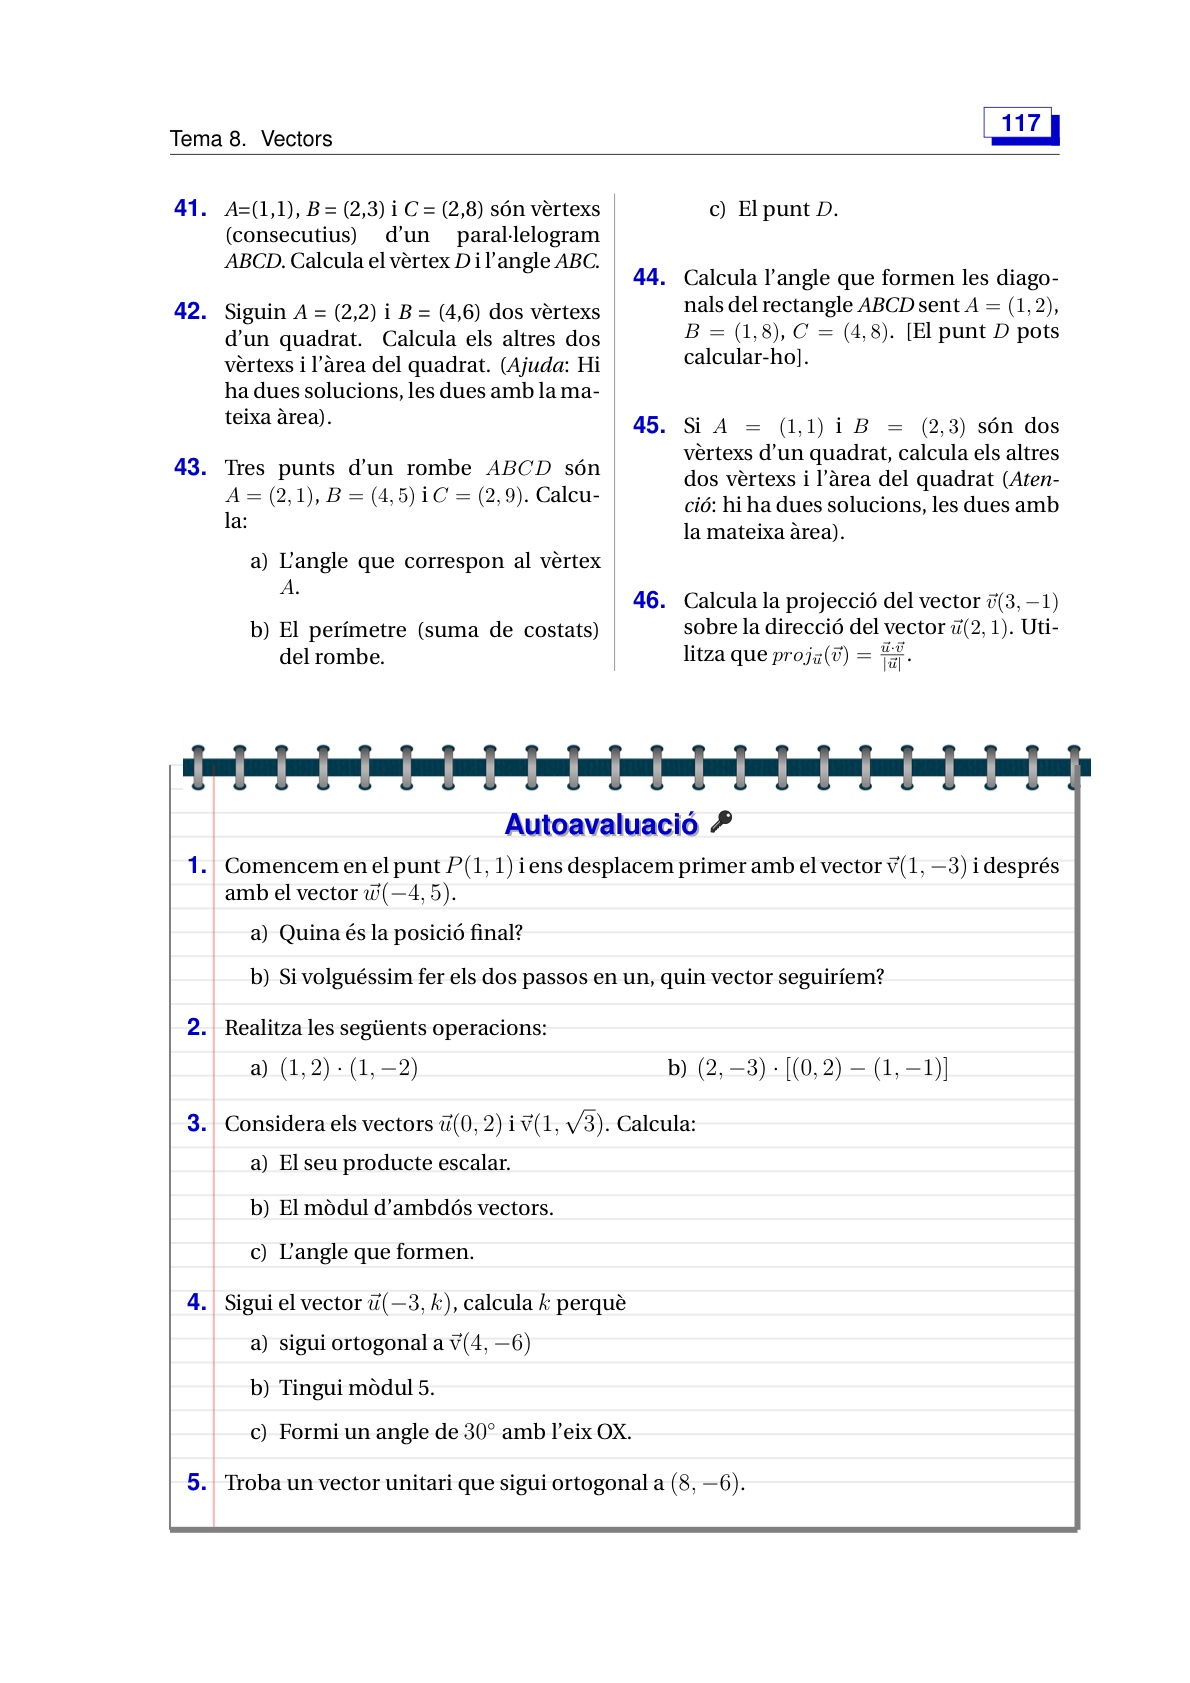 Tema 8. Vectors
117
41. A=(1,1), B = (2,3) i C = (2,8) són vèrtexs
(consecutius) d'un paral·lelogram
ABCD. Calcula el vèrtex D i l'angle ABC.
42. Siguin A = (2,2) i B = (4,6) dos vèrtexs
d'un quadrat. Calcula els altres dos
vèrtexs i l'àrea del quadrat. (Ajuda: Hi
ha dues solucions, les dues amb la ma-
teixa àrea).
43. Tres punts d'un rombe ABCD són
A = (2, 1), B = (4, 5) i C = (2, 9). Calcu-
la:
a) L'angle que correspon al vèrtex
A.
b) El perímetre (suma de costats)
del rombe.
c) El punt D.
44. Calcula l'angle que formen les diago-
nals del rectangle ABCD sent A = (1, 2),
B = (1, 8), C = (4, 8). [El punt D pots
calcular-ho].
45. Si A = (1, 1) i B = (2, 3) són dos
vèrtexs d'un quadrat, calcula els altres
dos vèrtexs i l'àrea del quadrat (Aten-
ció: hi ha dues solucions, les dues amb
la mateixa àrea).
46. Calcula la projecció del vector $\vec{v}(3, -1)$
sobre la direcció del vector $\vec{u}(2, 1)$. Uti-
litza que $proj_{\vec{u}}(\vec{v}) = \frac{\vec{u} \cdot \vec{v}}{|\vec{u}|}$.
Autoavaluació
1. Comencem en el punt P(1, 1) i ens desplacem primer amb el vector $\vec{v}(1, -3)$ i després
amb el vector $\vec{w}(-4, 5)$.
a) Quina és la posició final?
b) Si volguéssim fer els dos passos en un, quin vector seguiríem?
2. Realitza les següents operacions:
a) (1, 2) · (1, −2) b) (2, −3) · [(0, 2) − (1, −1)]
3. Considera els vectors $\vec{u}(0, 2)$ i $\vec{v}(1, \sqrt{3})$. Calcula:
a) El seu producte escalar.
b) El mòdul d'ambdós vectors.
c) L'angle que formen.
4. Sigui el vector $\vec{u}(-3, k)$, calcula k perquè
a) sigui ortogonal a $\vec{v}(4, -6)$
b) Tingui mòdul 5.
c) Formi un angle de 30° amb l'eix OX.
5. Troba un vector unitari que sigui ortogonal a (8, −6).